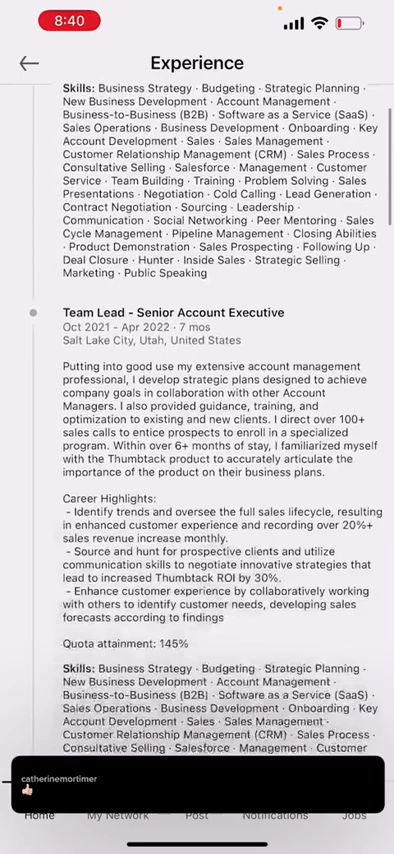 8:40
Experience
Skills: Business Strategy · Budgeting · Strategic Planning ·
New Business Development · Account Management ·
Business-to-Business (B2B) · Software as a Service (SaaS) ·
Sales Operations · Business Development · Onboarding · Key
Account Development · Sales · Sales Management ·
Customer Relationship Management (CRM) · Sales Process ·
Consultative Selling · Salesforce · Management · Customer
Service · Team Building · Training · Problem Solving · Sales
Presentations · Negotiation · Cold Calling · Lead Generation ·
Contract Negotiation · Sourcing · Leadership ·
Communication · Social Networking · Peer Mentoring · Sales
Cycle Management · Pipeline Management · Closing Abilities
· Product Demonstration · Sales Prospecting · Following Up ·
Deal Closure · Hunter · Inside Sales · Strategic Selling ·
Marketing · Public Speaking
Team Lead - Senior Account Executive
Oct 2021 - Apr 2022 · 7 mos
Salt Lake City, Utah, United States
Putting into good use my extensive account management
professional, I develop strategic plans designed to achieve
company goals in collaboration with other Account
Managers. I also provided guidance, training, and
optimization to existing and new clients. I direct over 100+
sales calls to entice prospects to enroll in a specialized
program. Within over 6+ months of stay, I familiarized myself
with the Thumbtack product to accurately articulate the
importance of the product on their business plans.
Career Highlights:
- Identify trends and oversee the full sales lifecycle, resulting
in enhanced customer experience and recording over 20%+
sales revenue increase monthly.
- Source and hunt for prospective clients and utilize
communication skills to negotiate innovative strategies that
lead to increased Thumbtack ROI by 30%.
- Enhance customer experience by collaboratively working
with others to identify customer needs, developing sales
forecasts according to findings
Quota attainment: 145%
Skills: Business Strategy · Budgeting · Strategic Planning ·
New Business Development · Account Management ·
Business-to-Business (B2B) · Software as a Service (SaaS) ·
Sales Operations · Business Development · Onboarding · Key
Account Development · Sales · Sales Management ·
Customer Relationship Management (CRM) · Sales Process ·
Consultative Selling · Salesforce · Management · Customer
catherinemortimer
👍🏻
Home My Network Post Notifications Jobs